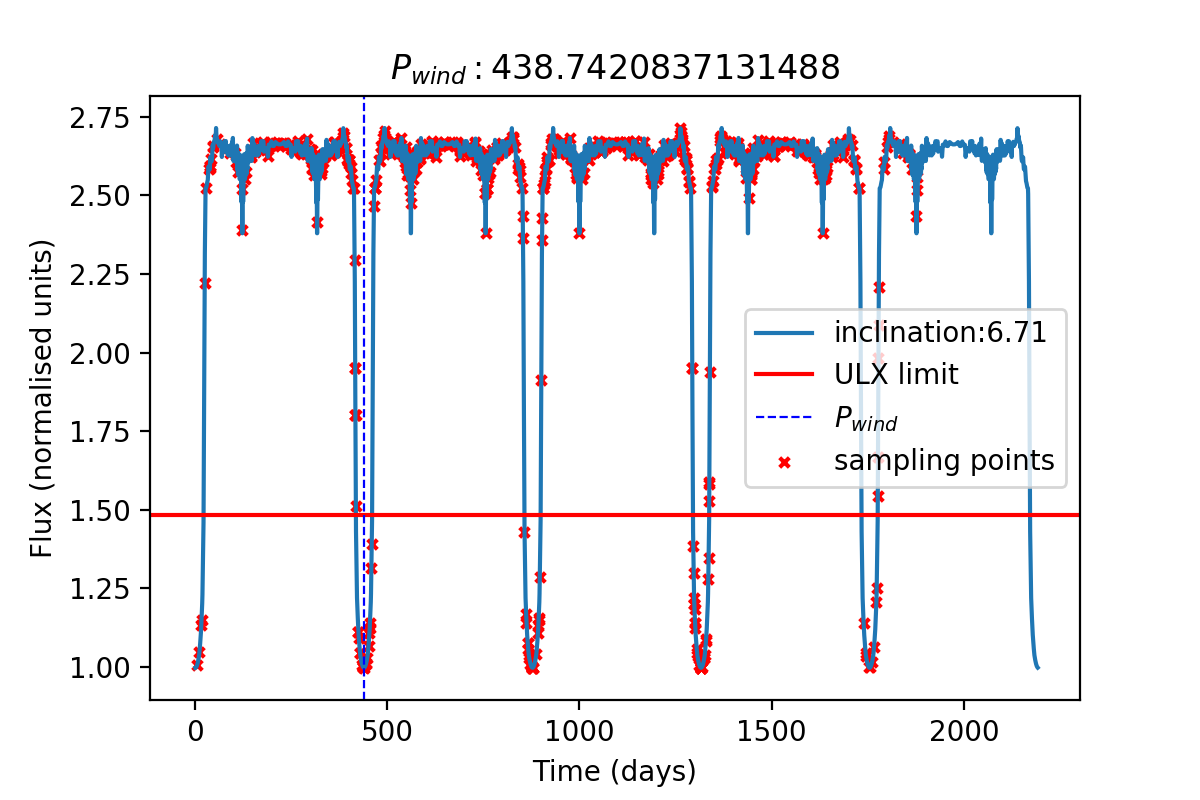 P_wind : 438.7420837131488
2.75
2.50
2.25
2.00
1.75
1.50
1.25
1.00
Flux (normalised units)
inclination:6.71
ULX limit
P_wind
sampling points
0 500 1000 1500 2000
Time (days)